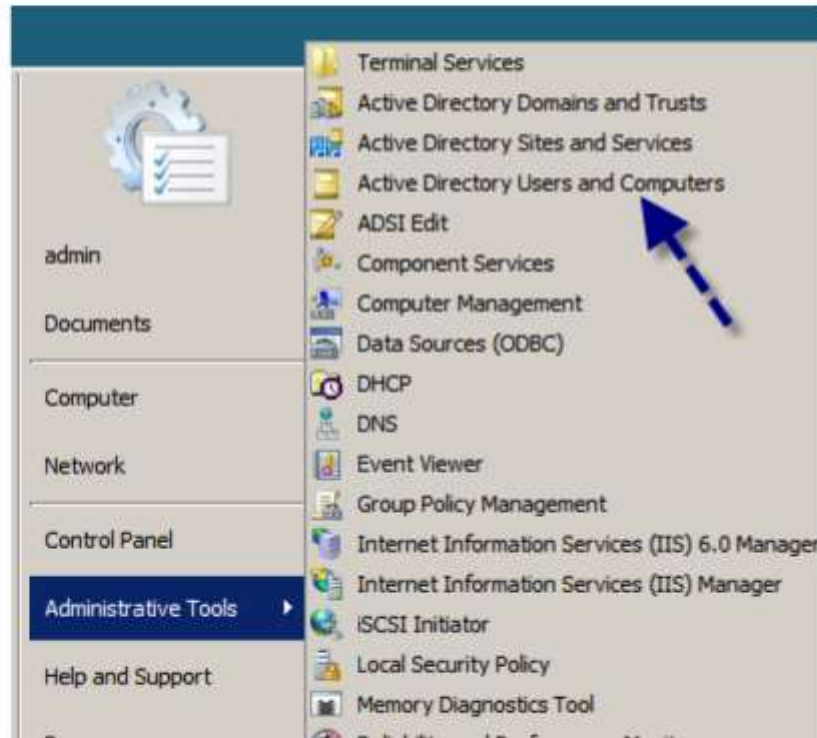 admin
Documents
Computer
Network
Control Panel
Administrative Tools
Help and Support
Terminal Services
Active Directory Domains and Trusts
Active Directory Sites and Services
Active Directory Users and Computers
ADSI Edit
Component Services
Computer Management
Data Sources (ODBC)
DHCP
DNS
Event Viewer
Group Policy Management
Internet Information Services (IIS) 6.0 Manager
Internet Information Services (IIS) Manager
iSCSI Initiator
Local Security Policy
Memory Diagnostics Tool